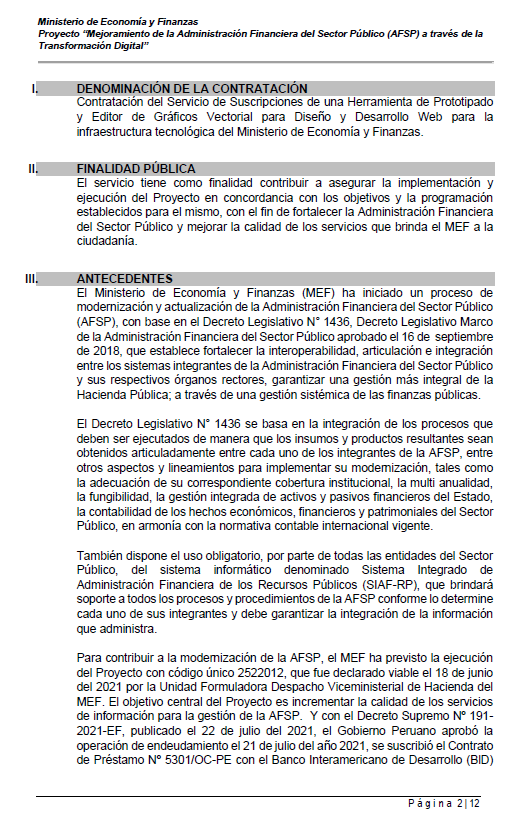 Ministerio de Economía y Finanzas
Proyecto "Mejoramiento de la Administración Financiera del Sector Público (AFSP) a través de la
Transformación Digital"
I. DENOMINACIÓN DE LA CONTRATACIÓN
Contratación del Servicio de Suscripciones de una Herramienta de Prototipado
y Editor de Gráficos Vectorial para Diseño y Desarrollo Web para la
infraestructura tecnológica del Ministerio de Economía y Finanzas.
II. FINALIDAD PÚBLICA
El servicio tiene como finalidad contribuir a asegurar la implementación y
ejecución del Proyecto en concordancia con los objetivos y la programación
establecidos para el mismo, con el fin de fortalecer la Administración Financiera
del Sector Público y mejorar la calidad de los servicios que brinda el MEF a la
ciudadanía.
III. ANTECEDENTES
El Ministerio de Economía y Finanzas (MEF) ha iniciado un proceso de
modernización y actualización de la Administración Financiera del Sector Público
(AFSP), con base en el Decreto Legislativo N° 1436, Decreto Legislativo Marco
de la Administración Financiera del Sector Público aprobado el 16 de septiembre
de 2018, que establece fortalecer la interoperabilidad, articulación e integración
entre los sistemas integrantes de la Administración Financiera del Sector Público
y sus respectivos órganos rectores, garantizar una gestión más integral de la
Hacienda Pública; a través de una gestión sistémica de las finanzas públicas.
El Decreto Legislativo N° 1436 se basa en la integración de los procesos que
deben ser ejecutados de manera que los insumos y productos resultantes sean
obtenidos articuladamente entre cada uno de los integrantes de la AFSP, entre
otros aspectos y lineamientos para implementar su modernización, tales como
la adecuación de su correspondiente cobertura institucional, la multi anualidad,
la fungibilidad, la gestión integrada de activos y pasivos financieros del Estado,
la contabilidad de los hechos económicos, financieros y patrimoniales del Sector
Público, en armonía con la normativa contable internacional vigente.
También dispone el uso obligatorio, por parte de todas las entidades del Sector
Público, del sistema informático denominado Sistema Integrado de
Administración Financiera de los Recursos Públicos (SIAF-RP), que brindará
soporte a todos los procesos y procedimientos de la AFSP conforme lo determine
cada uno de sus integrantes y debe garantizar la integración de la información
que administra.
Para contribuir a la modernización de la AFSP, el MEF ha previsto la ejecución
del Proyecto con código único 2522012, que fue declarado viable el 18 de junio
del 2021 por la Unidad Formuladora Despacho Viceministerial de Hacienda del
MEF. El objetivo central del Proyecto es incrementar la calidad de los servicios
de información para la gestión de la AFSP. Y con el Decreto Supremo Nº 191-
2021-EF, publicado el 22 de julio del 2021, el Gobierno Peruano aprobó la
operación de endeudamiento el 21 de julio del año 2021, se suscribió el Contrato
de Préstamo Nº 5301/OC-PE con el Banco Interamericano de Desarrollo (BID)
Página 2|12